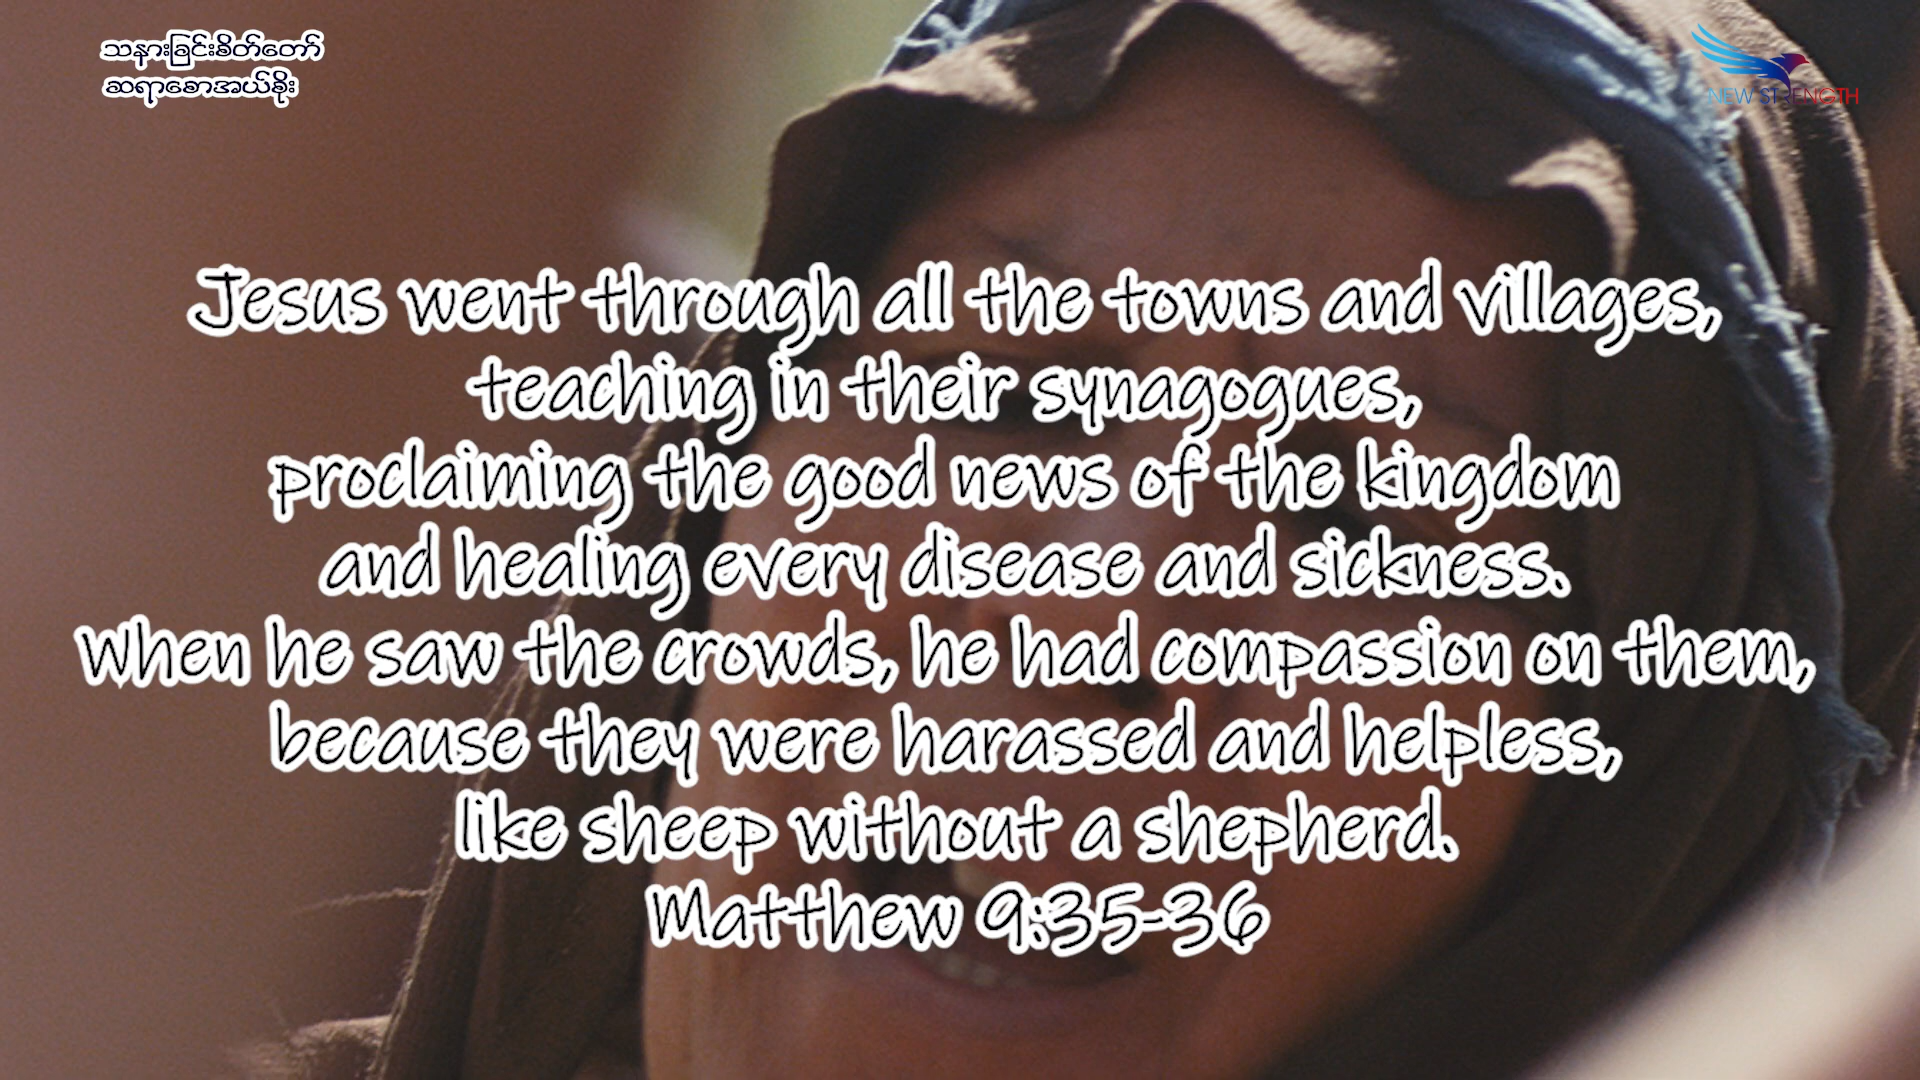 သနားခြင်းစိတ်တော်
ဆရာစောအယ်စိုး
NEW STRENGTH
Jesus went through all the towns and villages,
teaching in their synagogues,
proclaiming the good news of the kingdom
and healing every disease and sickness.
When he saw the crowds, he had compassion on them,
because they were harassed and helpless,
like sheep without a shepherd.
Matthew 9:35-36